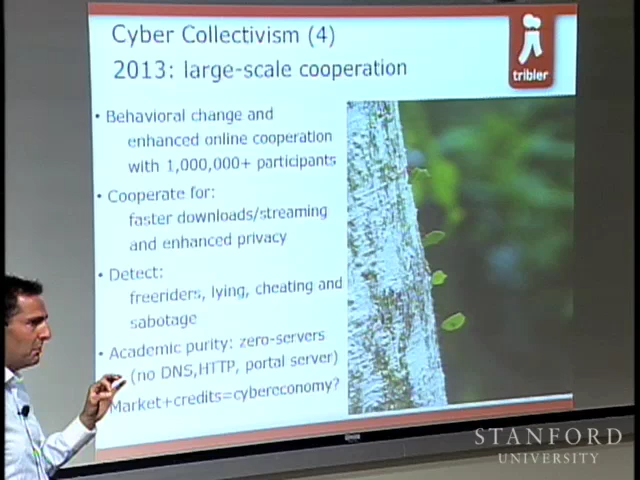 Cyber Collectivism (4)
2013: large-scale cooperation
tribler
• Behavioral change and
enhanced online cooperation
with 1,000,000+ participants
• Cooperate for:
faster downloads/streaming
and enhanced privacy
• Detect:
freeriders, lying, cheating and
sabotage
• Academic purity: zero-servers
(no DNS,HTTP, portal server)
Market+credits=cybereconomy?
STANFORD
UNIVERSITY